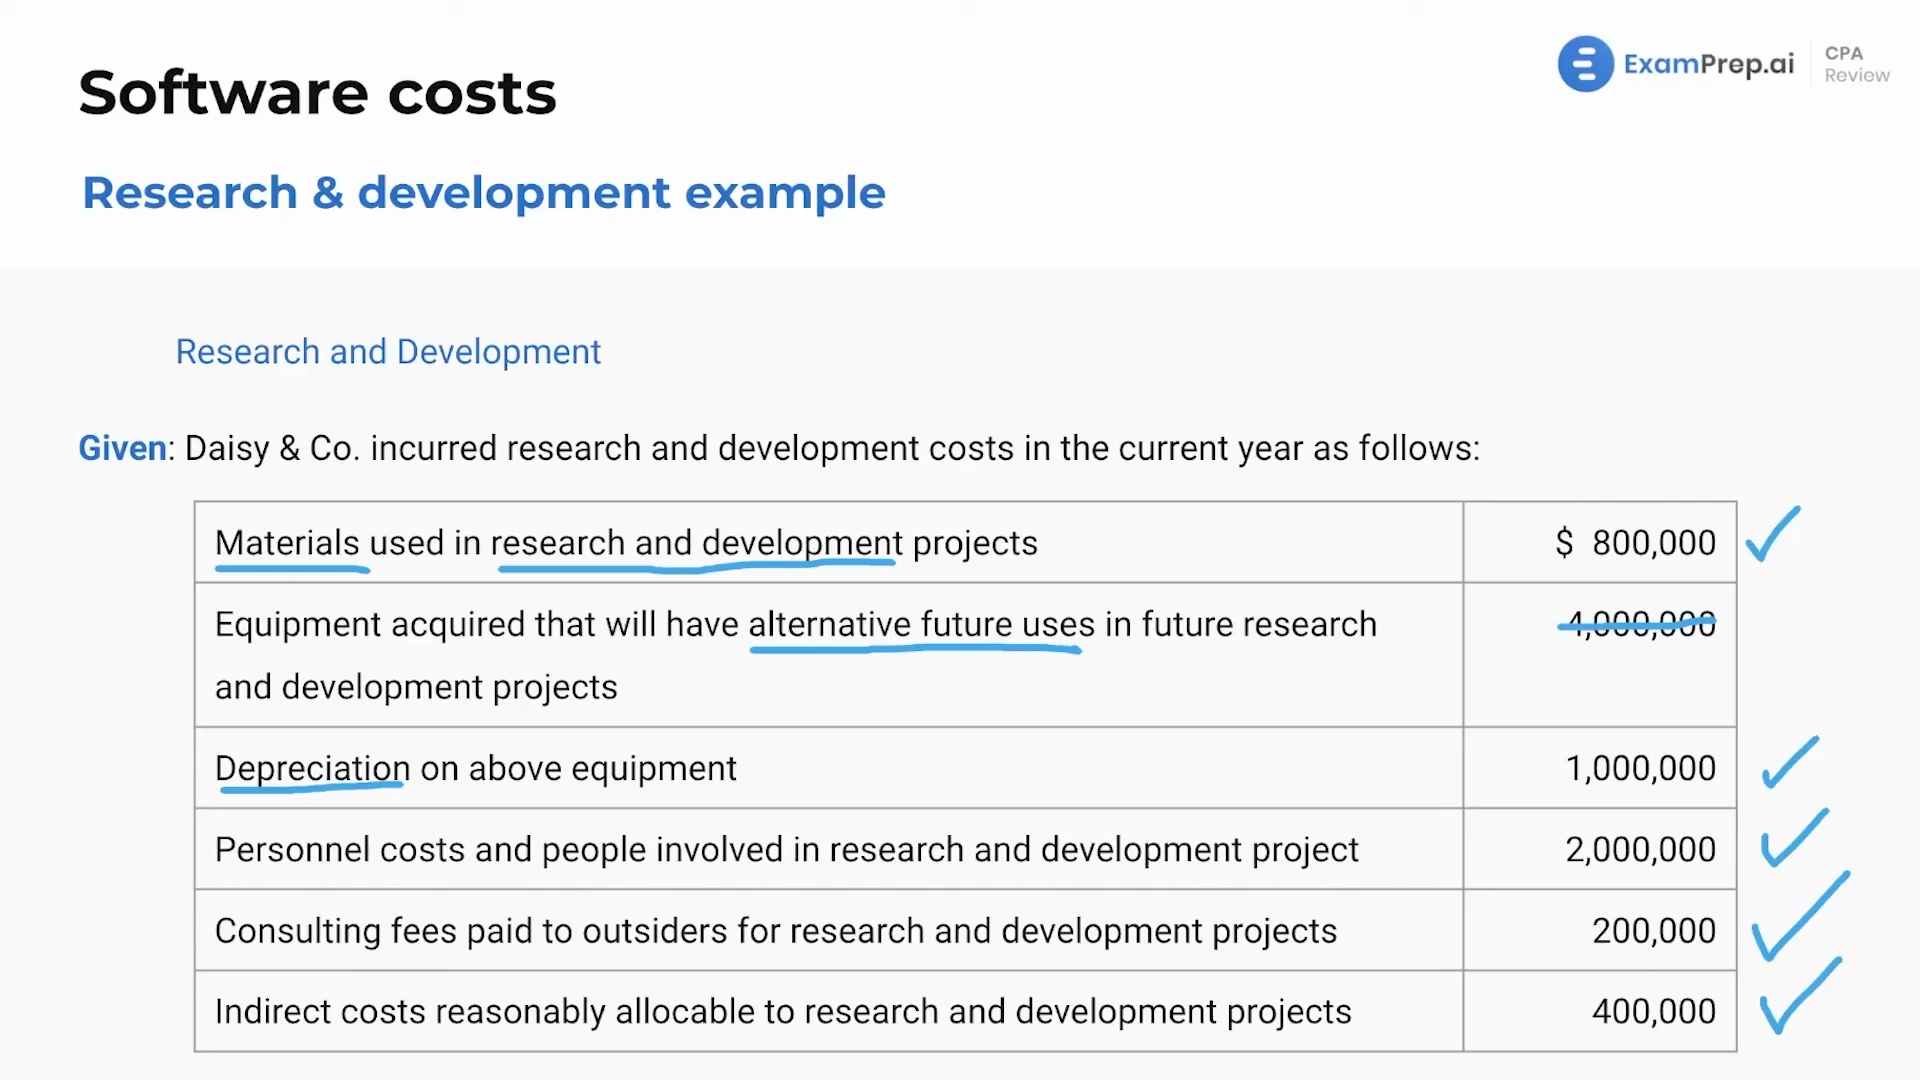 Software costs
ExamPrep.ai
CPA
Review
Research & development example
Research and Development
Given: Daisy & Co. incurred research and development costs in the current year as follows:
Materials used in research and development projects $ 800,000
Equipment acquired that will have alternative future uses in future research 4,000,000
and development projects
Depreciation on above equipment 1,000,000
Personnel costs and people involved in research and development project 2,000,000
Consulting fees paid to outsiders for research and development projects 200,000
Indirect costs reasonably allocable to research and development projects 400,000